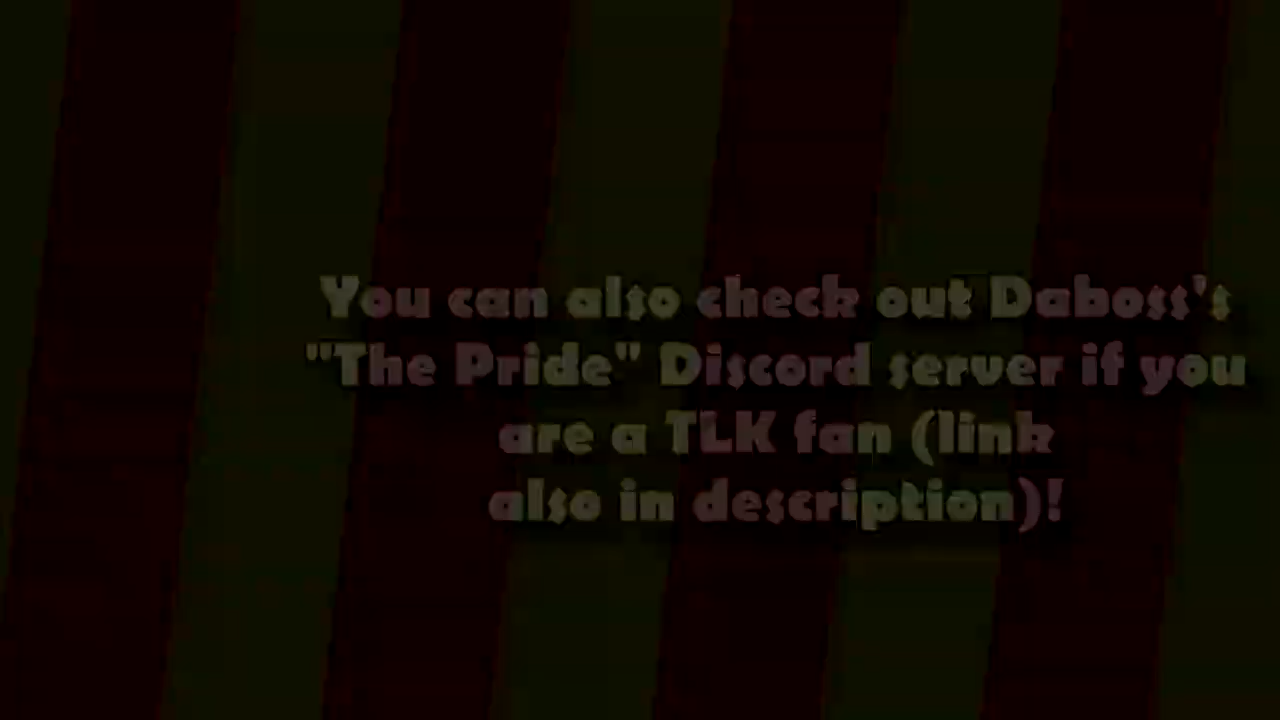 You can also check out Daboss's
"The Pride" Discord server if you
are a TLK fan (link
also in description)!